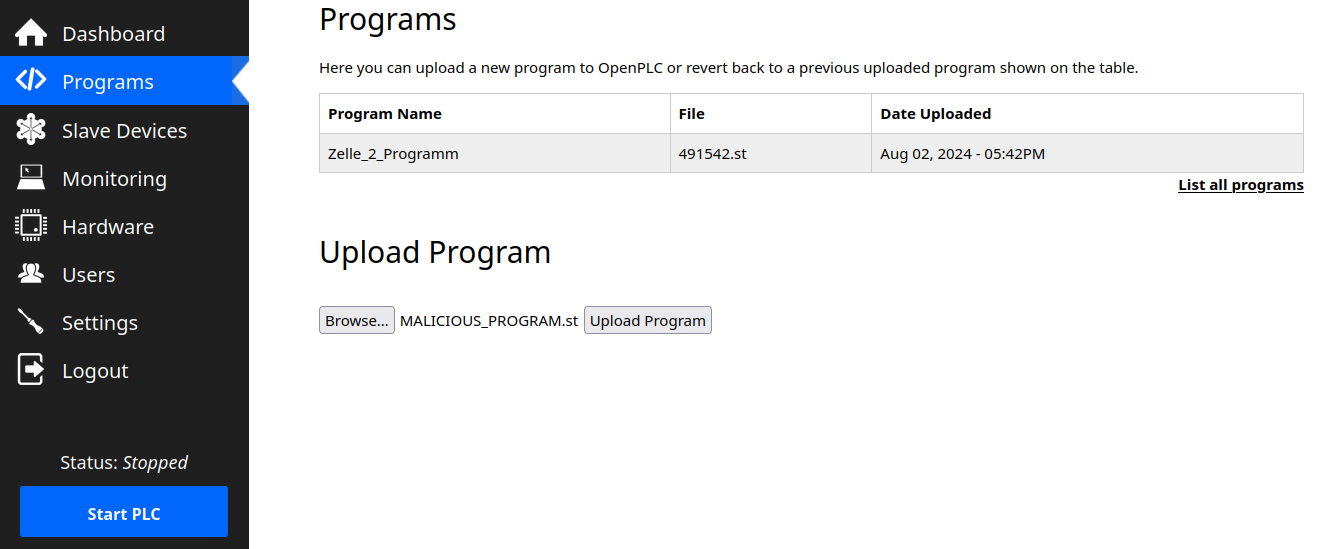 Dashboard
Programs
Slave Devices
Monitoring
Hardware
Users
Settings
Logout
Status: Stopped
Start PLC
Programs
Here you can upload a new program to OpenPLC or revert back to a previous uploaded program shown on the table.
Program Name File Date Uploaded
Zelle_2_Programm 491542.st Aug 02, 2024 - 05:42PM
List all programs
Upload Program
Browse... MALICIOUS_PROGRAM.st Upload Program